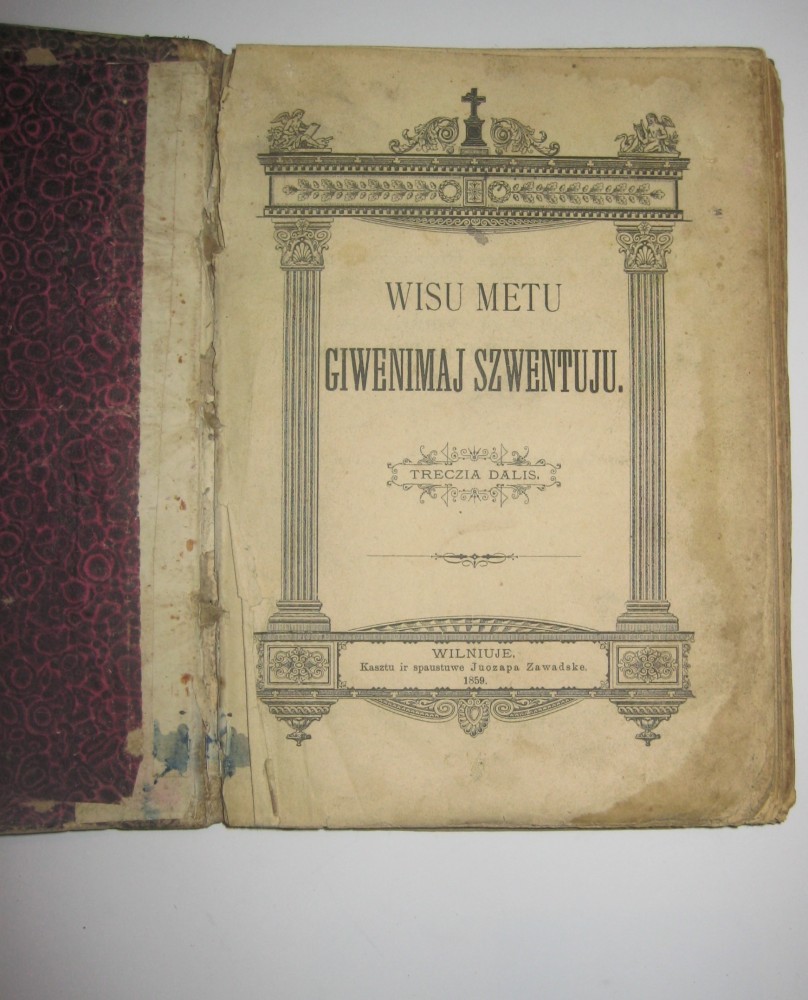 WISU METU
GIWENIMAJ SZWENTUJU.
TRECZIA DALIS.
WILNIUJE,
Kasztu ir spaustuwe Juozapa Zawadske.
1859.